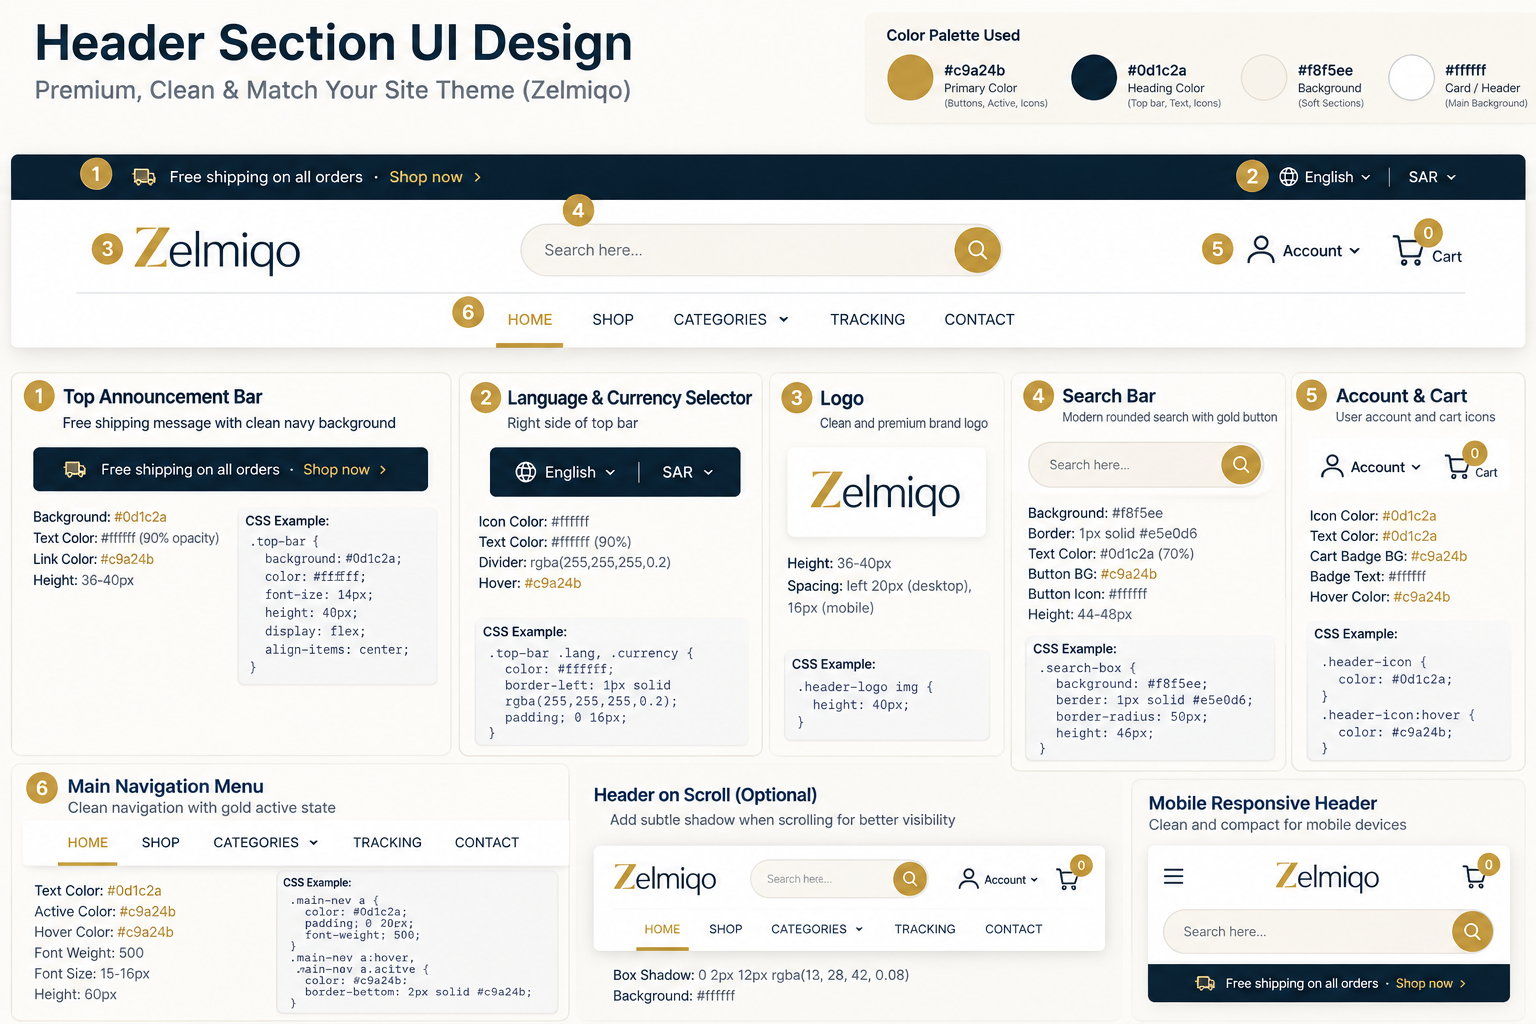 Header Section UI Design
Premium, Clean & Match Your Site Theme (Zelmiqo)
Color Palette Used
#c9a24b
Primary Color
(Buttons, Active, Icons)
#0d1c2a
Heading Color
(Top bar, Text, Icons)
#f8f5ee
Background
(Soft Sections)
#ffffff
Card / Header
(Main Background)
1
Free shipping on all orders · Shop now >
2
English
SAR
3
Zelmiqo
4
Search here...
5
Account
0
Cart
6
HOME
SHOP
CATEGORIES
TRACKING
CONTACT
1
Top Announcement Bar
Free shipping message with clean navy background
Free shipping on all orders · Shop now >
Background: #0d1c2a
Text Color: #ffffff (90% opacity)
Link Color: #c9a24b
Height: 36-40px
CSS Example:
.top-bar {
background: #0d1c2a;
color: #ffffff;
font-ize: 14px;
height: 40px;
display: flex;
align-items: center;
}
2
Language & Currency Selector
Right side of top bar
English
SAR
Icon Color: #ffffff
Text Color: #ffffff (90%)
Divider: rgba(255,255,255,0.2)
Hover: #c9a24b
CSS Example:
.top-bar .lang, .currency {
color: #ffffff;
border-left: 1px solid
rgba(255,255,255,0.2);
padding; 0 16px;
}
3
Logo
Clean and premium brand logo
Zelmiqo
Height: 36-40px
Spacing: left 20px (desktop),
16px (mobile)
CSS Example:
.header-logo img {
height: 40px;
}
4
Search Bar
Modern rounded search with gold button
Search here...
Background: #f8f5ee
Border: 1px solid #e5e0d6
Text Color: #0d1c2a (70%)
Button BG: #c9a24b
Button Icon: #ffffff
Height: 44-48px
CSS Example:
.search-box {
background: #f8f5ee;
berder: 1px solid #e5e0d6;
border-radius: 50px;
height: 46px;
}
5
Account & Cart
User account and cart icons
Account
0
Cart
Icon Color: #0d1c2a
Text Color: #0d1c2a
Cart Badge BG: #c9a24b
Badge Text: #ffffff
Hover Color: #c9a24b
CSS Example:
.header-icon {
color: #0d1c2a;
}
.header-icon:hover {
color: #c9a24b;
}
6
Main Navigation Menu
Clean navigation with gold active state
HOME
SHOP
CATEGORIES
TRACKING
CONTACT
Text Color: #0d1c2a
Active Color: #c9a24b
Hover Color: #c9a24b
Font Weight: 500
Font Size: 15-16px
Height: 60px
CSS Example:
.main-nev a {
color: #0d1c2a;
padding; 0 20px;
font-weight: 500;
}
.main-nov a:hover,
.main-nov a.acitve {
color: #c9a24b:
border-bettom: 2px solid #c9a24b;
}
Header on Scroll (Optional)
Add subtle shadow when scrolling for better visibility
Zelmiqo
Search here...
Account
0
HOME
SHOP
CATEGORIES
TRACKING
CONTACT
Box Shadow: 0 2px 12px rgba(13, 28, 42, 0.08)
Background: #ffffff
Mobile Responsive Header
Clean and compact for mobile devices
Zelmiqo
0
Search here...
Free shipping on all orders · Shop now >